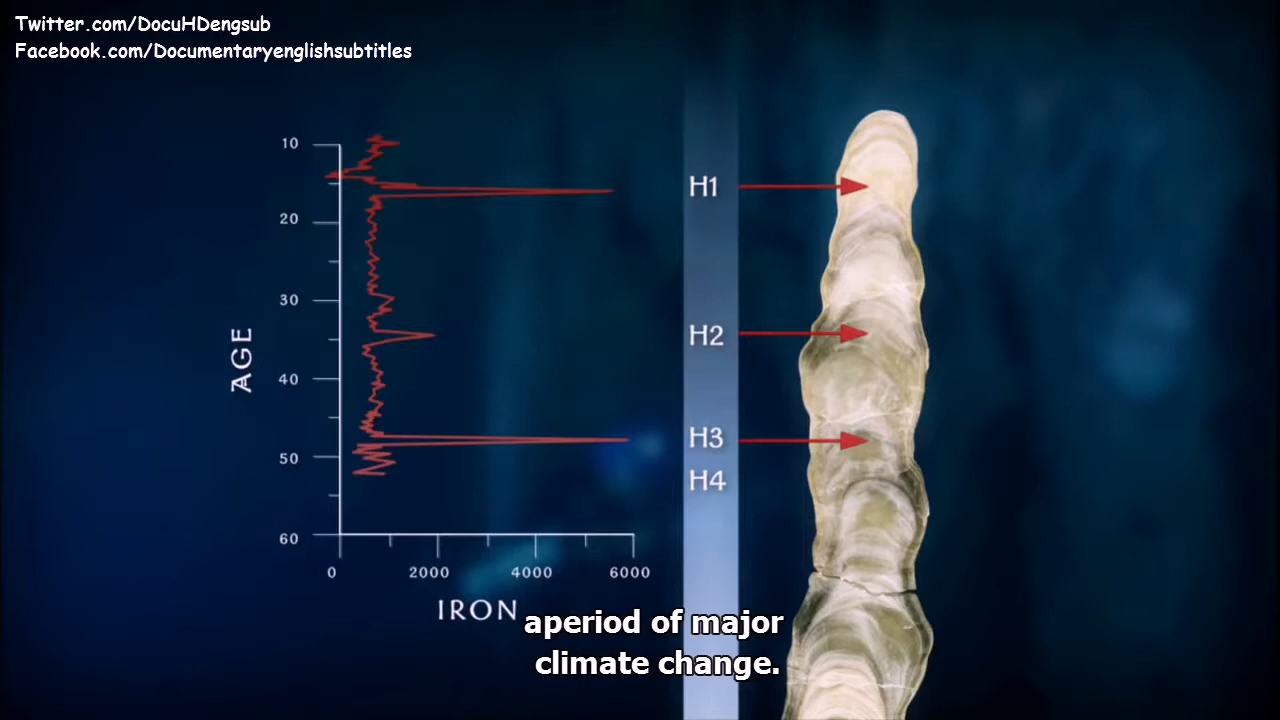 Twitter.com/DocuHDengsub
Facebook.com/Documentaryenglishsubtitles
10
20
30
40
50
60
AGE
0
2000
4000
6000
IRON
H1
H2
H3
H4
aperiod of major
climate change.